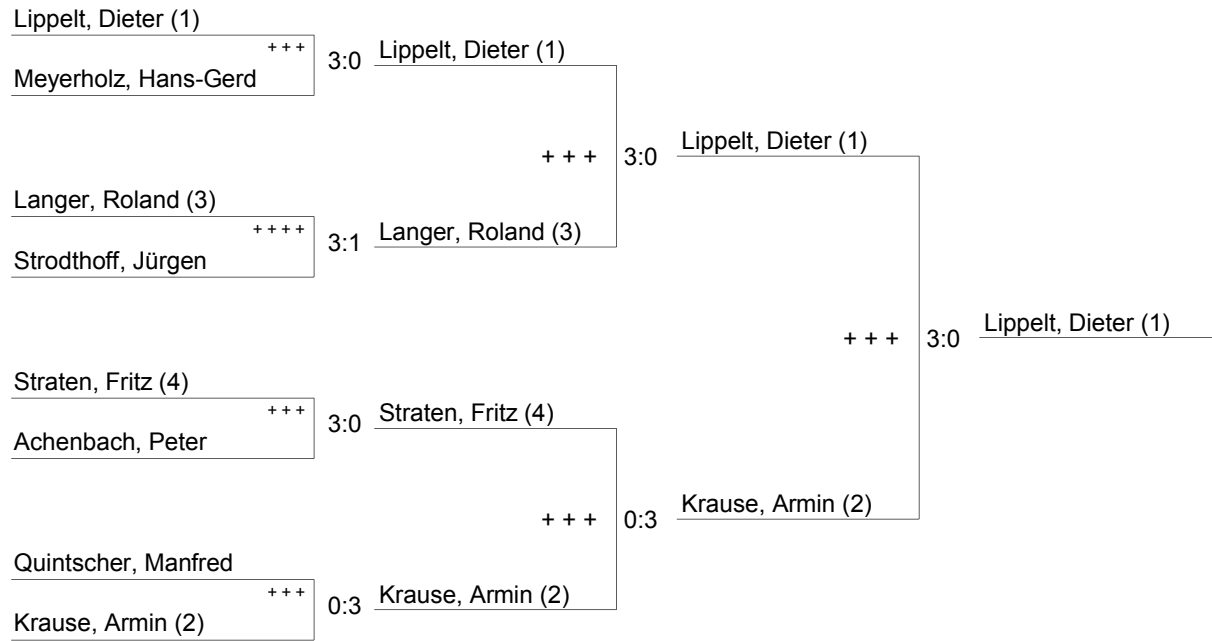 Lippelt, Dieter (1)
+ + +
3:0
Lippelt, Dieter (1)
Meyerholz, Hans-Gerd
+ + +
3:0
Lippelt, Dieter (1)
Langer, Roland (3)
+ + + +
3:1
Langer, Roland (3)
Strodthoff, Jürgen
+ + +
3:0
Lippelt, Dieter (1)
Straten, Fritz (4)
+ + +
3:0
Straten, Fritz (4)
Achenbach, Peter
+ + +
0:3
Krause, Armin (2)
Quintscher, Manfred
+ + +
0:3
Krause, Armin (2)
Krause, Armin (2)